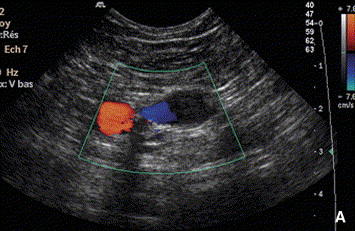 2
oy
:Rés
Ech 7
0 Hz
x: V bas
40
47
54
59
62
63
0
1
2
3
4
+ 7.6
+ 7.6
cm/s
A